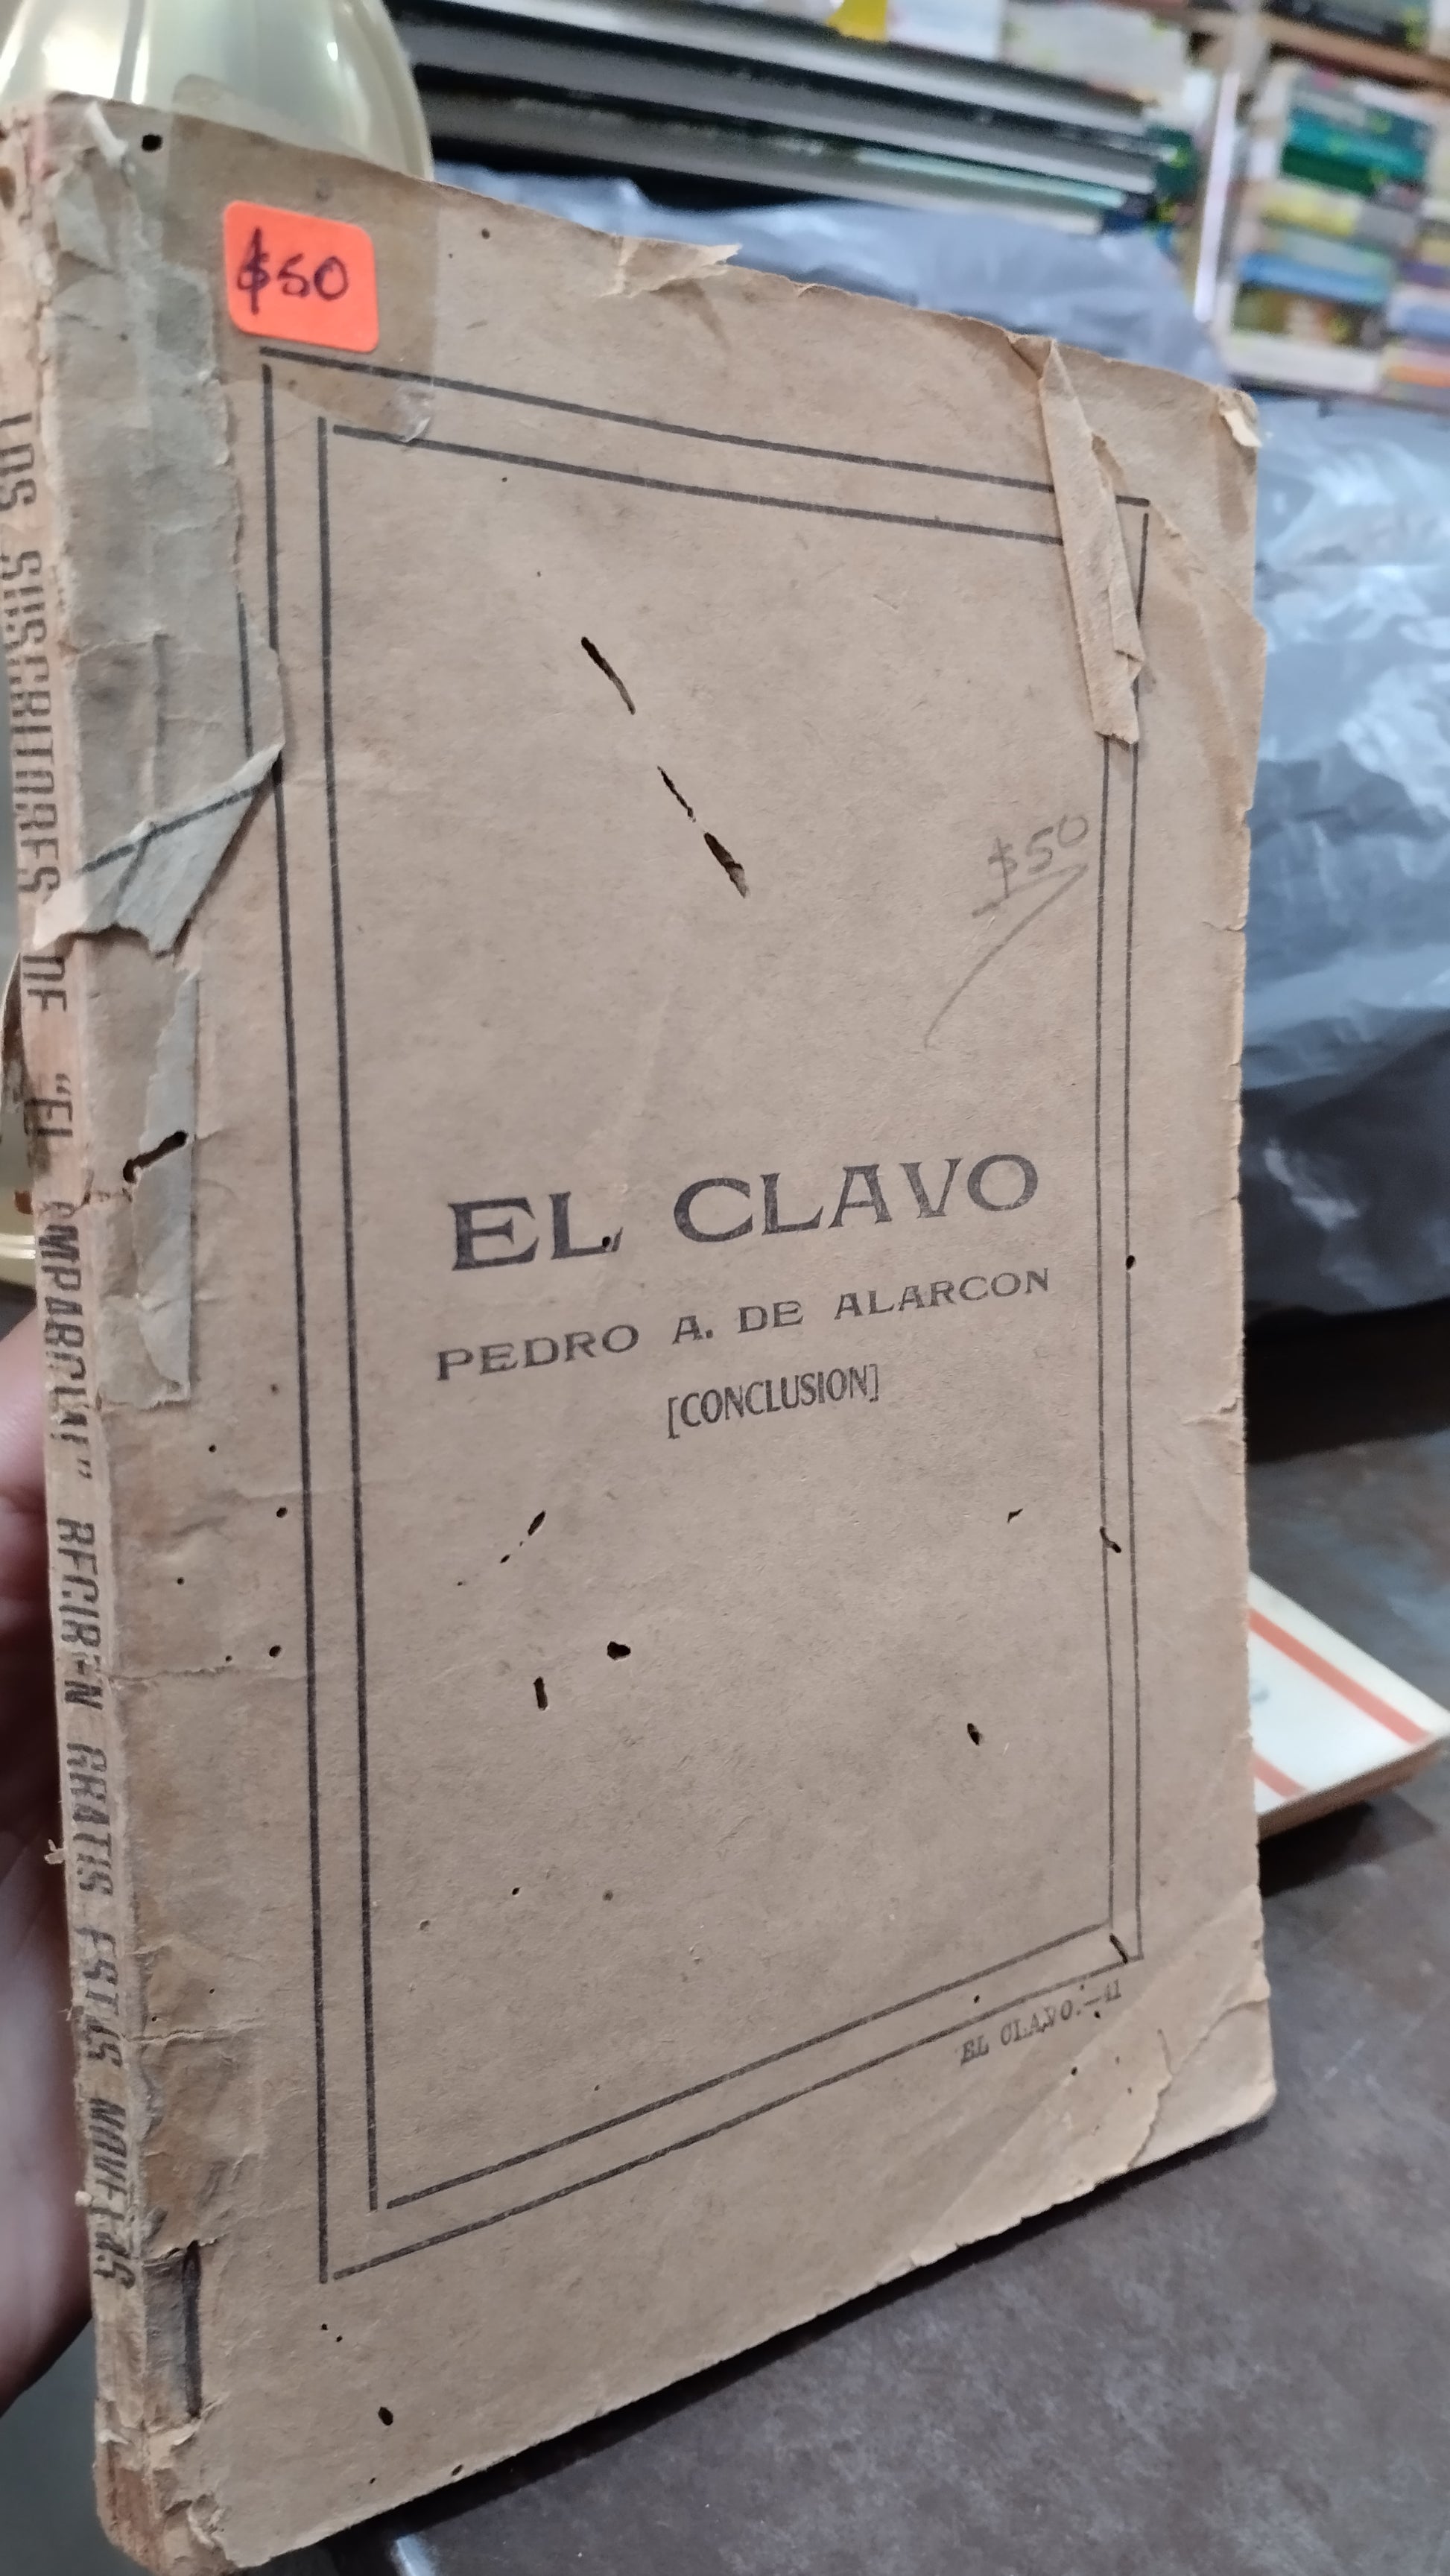 $50
$50
EL CLAVO
PEDRO A. DE ALARCON
[CONCLUSION]
EL CLAVO.—41
LOS SUSCRITORES DE "EL IMPARCIAL" RECIBEN GRATIS ESTAS NOVELAS